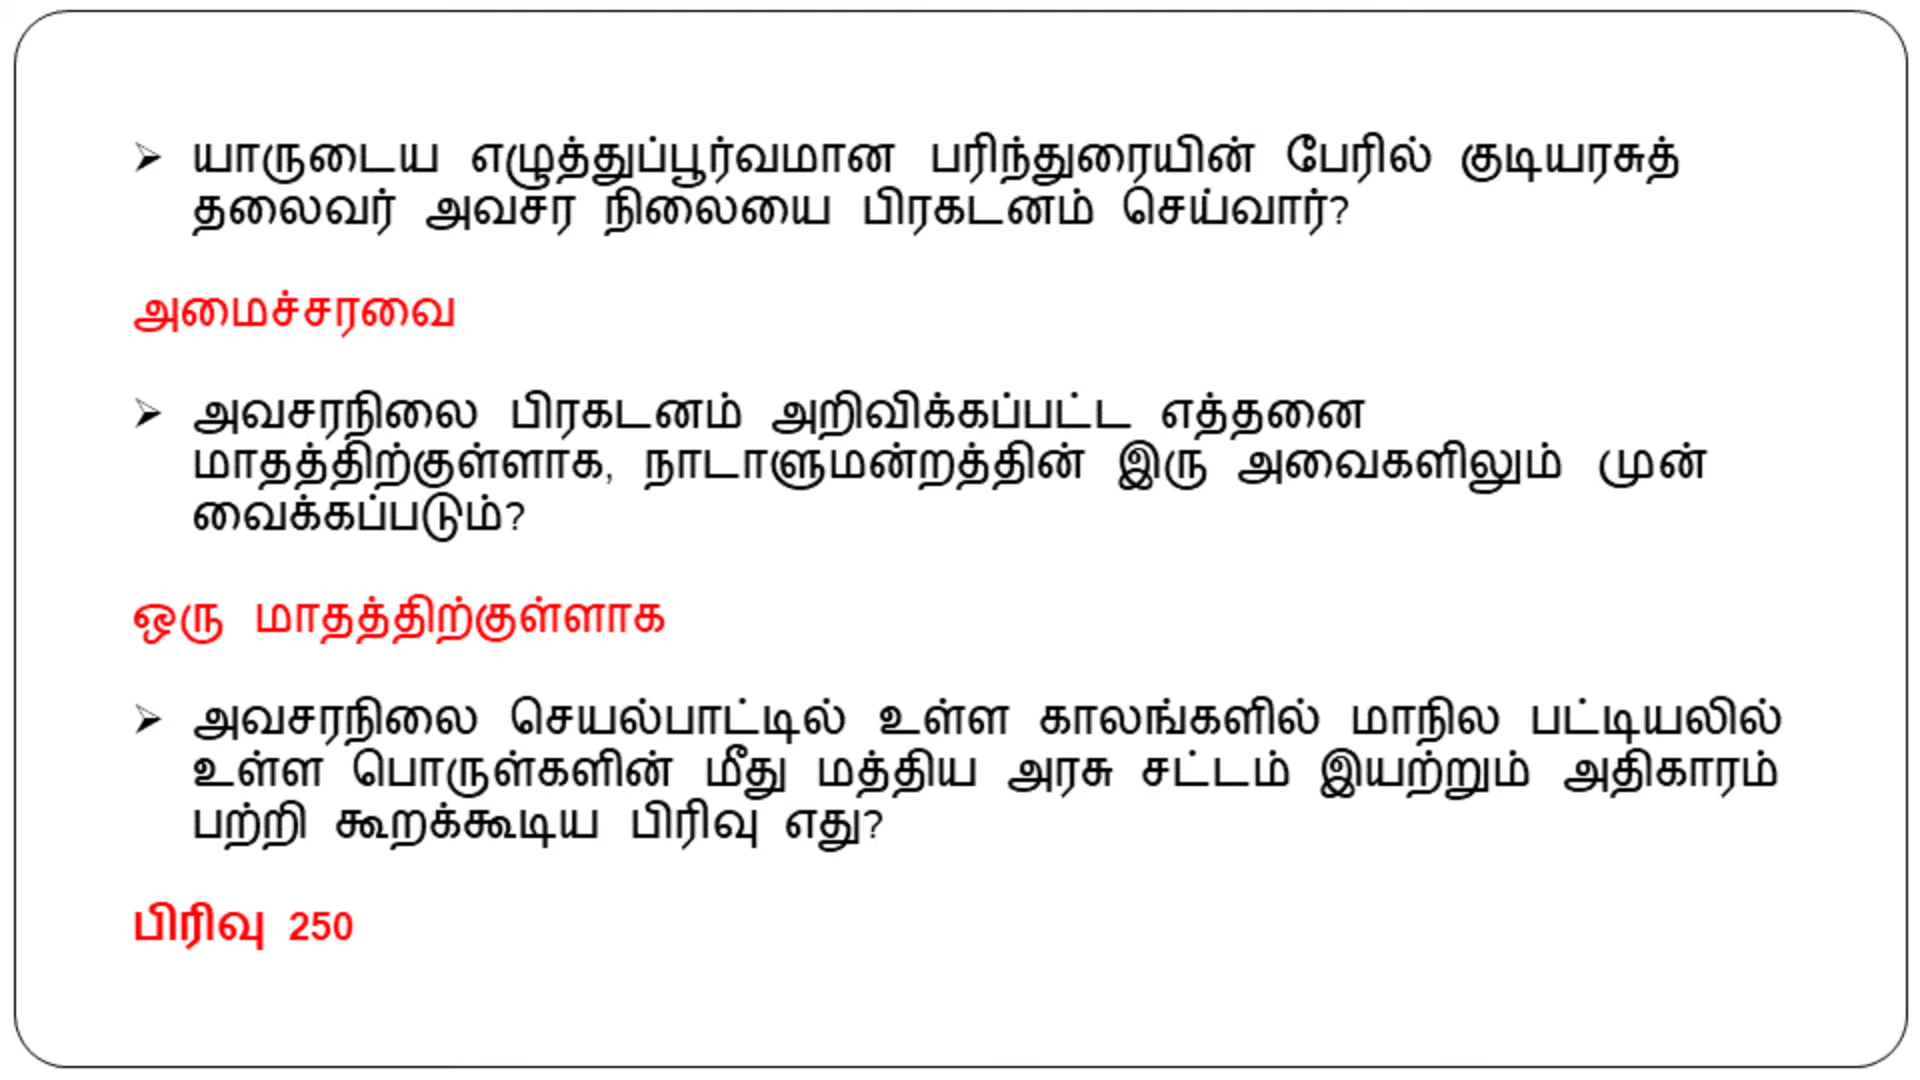 ➢ யாருடைய எழுத்துப்பூர்வமான பரிந்துரையின் பேரில் குடியரசுத்
தலைவர் அவசர நிலையை பிரகடனம் செய்வார்?
அமைச்சரவை
➢ அவசரநிலை பிரகடனம் அறிவிக்கப்பட்ட எத்தனை
மாதத்திற்குள்ளாக, நாடாளுமன்றத்தின் இரு அவைகளிலும் முன்
வைக்கப்படும்?
ஒரு மாதத்திற்குள்ளாக
➢ அவசரநிலை செயல்பாட்டில் உள்ள காலங்களில் மாநில பட்டியலில்
உள்ள பொருள்களின் மீது மத்திய அரசு சட்டம் இயற்றும் அதிகாரம்
பற்றி கூறக்கூடிய பிரிவு எது?
பிரிவு 250